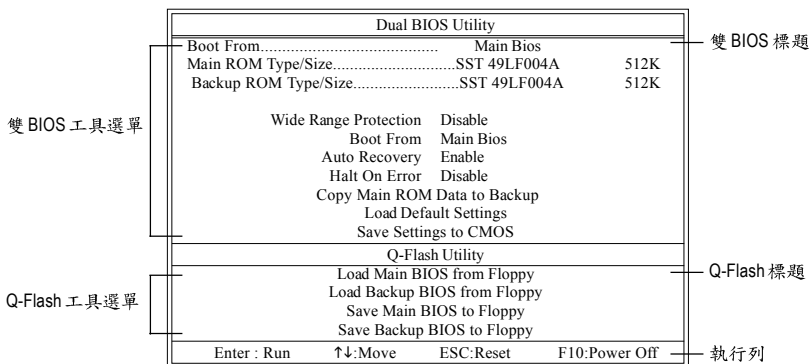 Dual BIOS Utility
雙 BIOS 標題
Boot From......................................... Main Bios
Main ROM Type/Size............................SST 49LF004A 512K
Backup ROM Type/Size........................SST 49LF004A 512K
雙 BIOS 工具選單
Wide Range Protection Disable
Boot From Main Bios
Auto Recovery Enable
Halt On Error Disable
Copy Main ROM Data to Backup
Load Default Settings
Save Settings to CMOS
Q-Flash Utility
Q-Flash 標題
Load Main BIOS from Floppy
Load Backup BIOS from Floppy
Q-Flash 工具選單
Save Main BIOS to Floppy
Save Backup BIOS to Floppy
Enter : Run ↑↓:Move ESC:Reset F10:Power Off
執行列